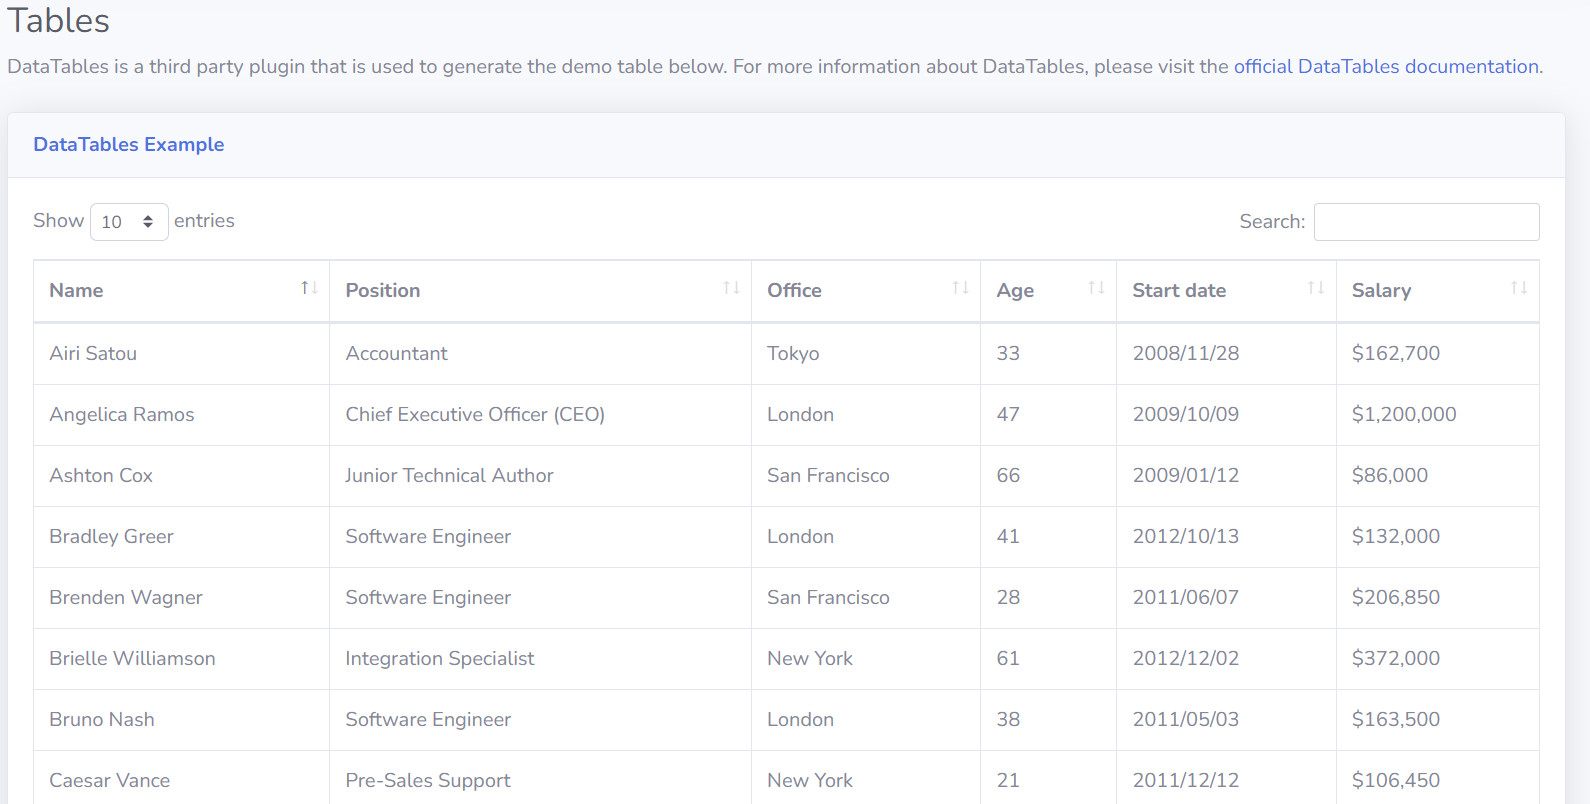 Tables
DataTables is a third party plugin that is used to generate the demo table below. For more information about DataTables, please visit the official DataTables documentation.
DataTables Example
Show 10 entries Search:
Name Position Office Age Start date Salary
Airi Satou Accountant Tokyo 33 2008/11/28 $162,700
Angelica Ramos Chief Executive Officer (CEO) London 47 2009/10/09 $1,200,000
Ashton Cox Junior Technical Author San Francisco 66 2009/01/12 $86,000
Bradley Greer Software Engineer London 41 2012/10/13 $132,000
Brenden Wagner Software Engineer San Francisco 28 2011/06/07 $206,850
Brielle Williamson Integration Specialist New York 61 2012/12/02 $372,000
Bruno Nash Software Engineer London 38 2011/05/03 $163,500
Caesar Vance Pre-Sales Support New York 21 2011/12/12 $106,450